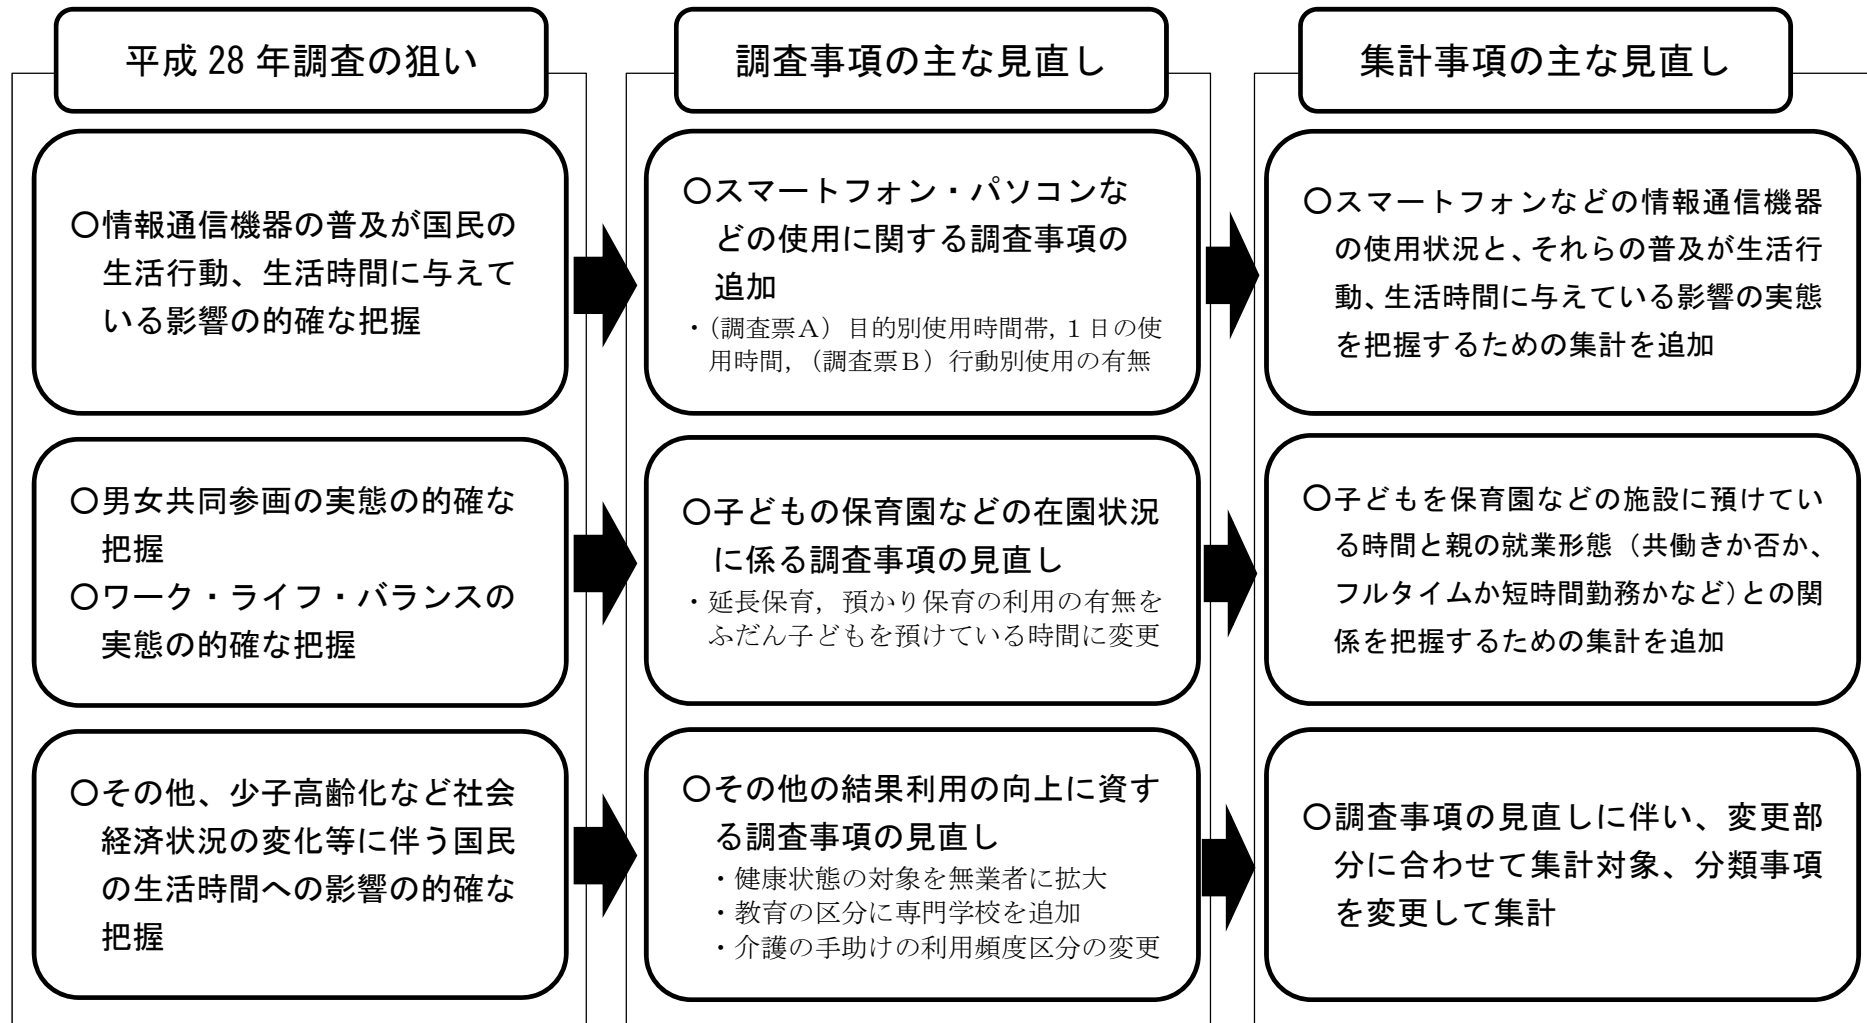 平成 28 年調査の狙い
調査事項の主な見直し
集計事項の主な見直し
○情報通信機器の普及が国民の
生活行動、生活時間に与えて
いる影響の的確な把握
○スマートフォン・パソコンな
どの使用に関する調査事項の
追加
・（調査票Ａ）目的別使用時間帯, １日の使
用時間,（調査票Ｂ）行動別使用の有無
○スマートフォンなどの情報通信機器
の使用状況と、それらの普及が生活行
動、生活時間に与えている影響の実態
を把握するための集計を追加
○男女共同参画の実態の的確な
把握
○ワーク・ライフ・バランスの
実態の的確な把握
○子どもの保育園などの在園状況
に係る調査事項の見直し
・延長保育，預かり保育の利用の有無を
ふだん子どもを預けている時間に変更
○子どもを保育園などの施設に預けてい
る時間と親の就業形態（共働きか否か、
フルタイムか短時間勤務かなど）との関
係を把握するための集計を追加
○その他、少子高齢化など社会
経済状況の変化等に伴う国民
の生活時間への影響の的確な
把握
○その他の結果利用の向上に資す
る調査事項の見直し
・健康状態の対象を無業者に拡大
・教育の区分に専門学校を追加
・介護の手助けの利用頻度区分の変更
○調査事項の見直しに伴い、変更部
分に合わせて集計対象、分類事項
を変更して集計